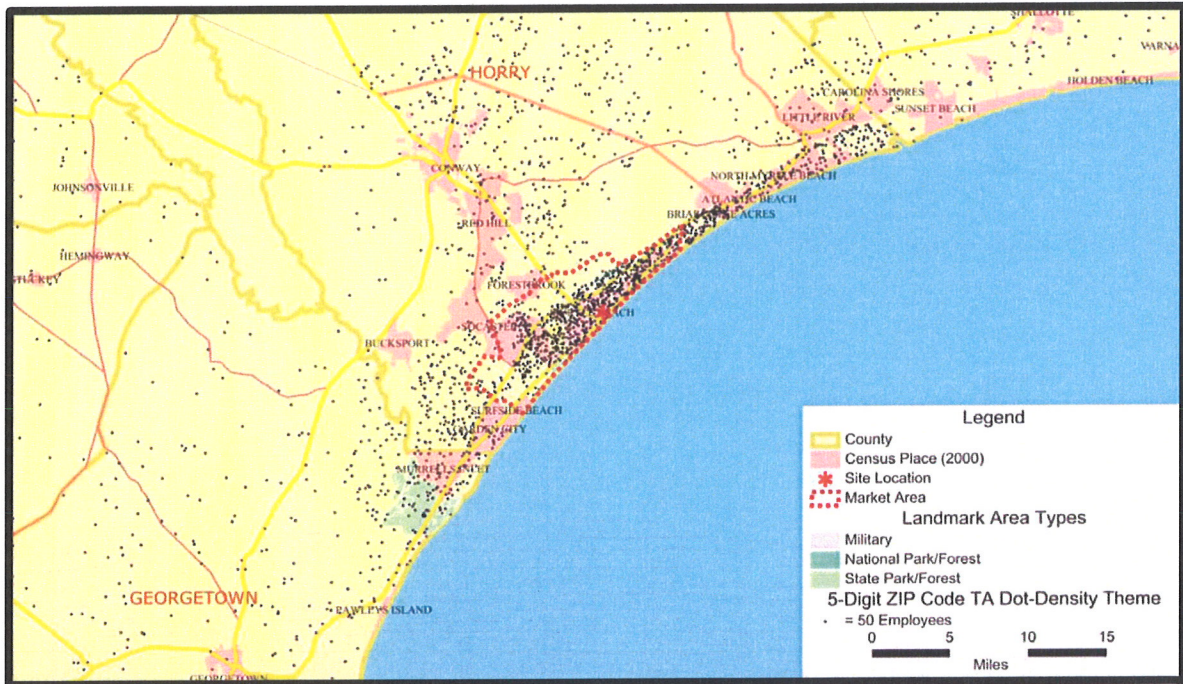 SHALLOTTE
VARNA
HORRY
HOLDEN BEACH
CAROLINA SHORES
SUNSET BEACH
LITTLE RIVER
CONWAY
NORTH MYRTLE BEACH
JOHNSONVILLE
ATLANTIC BEACH
BRIARCLIFFE ACRES
RED HILL
HEMINGWAY
STUCKEY
FORESTBROOK
BEACH
SOCASTEE
BUCKSPORT
SURFSIDE BEACH
GARDEN CITY
MURRELLS INLET
GEORGETOWN
PAWLEYS ISLAND
GEORGETOWN
Legend
County
Census Place (2000)
Site Location
Market Area
Landmark Area Types
Military
National Park/Forest
State Park/Forest
5-Digit ZIP Code TA Dot-Density Theme
= 50 Employees
0 5 10 15
Miles